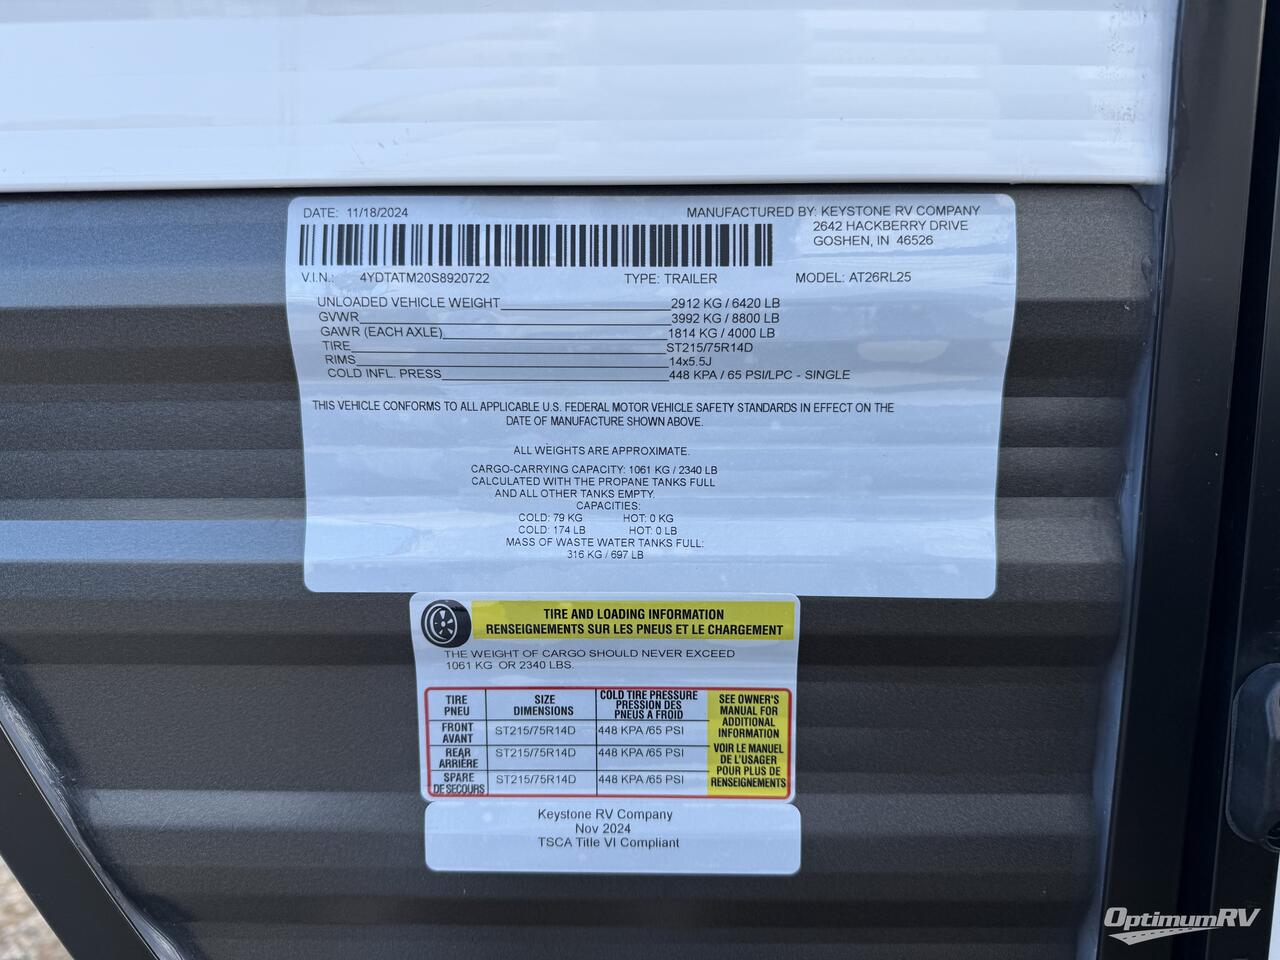 DATE: 11/18/2024
MANUFACTURED BY: KEYSTONE RV COMPANY
2642 HACKBERRY DRIVE
GOSHEN, IN 46526
V.I.N.: 4YDTATM20S8920722 TYPE: TRAILER MODEL: AT26RL25
UNLOADED VEHICLE WEIGHT 2912 KG / 6420 LB
GVWR 3992 KG / 8800 LB
GAWR (EACH AXLE) 1814 KG / 4000 LB
TIRE ST215/75R14D
RIMS 14x5.5J
COLD INFL. PRESS 448 KPA / 65 PSI/LPC - SINGLE
THIS VEHICLE CONFORMS TO ALL APPLICABLE U.S. FEDERAL MOTOR VEHICLE SAFETY STANDARDS IN EFFECT ON THE
DATE OF MANUFACTURE SHOWN ABOVE.
ALL WEIGHTS ARE APPROXIMATE.
CARGO-CARRYING CAPACITY: 1061 KG / 2340 LB
CALCULATED WITH THE PROPANE TANKS FULL
AND ALL OTHER TANKS EMPTY.
CAPACITIES:
COLD: 79 KG HOT: 0 KG
COLD: 174 LB HOT: 0 LB
MASS OF WASTE WATER TANKS FULL:
316 KG / 697 LB
TIRE AND LOADING INFORMATION
RENSEIGNEMENTS SUR LES PNEUS ET LE CHARGEMENT
THE WEIGHT OF CARGO SHOULD NEVER EXCEED
1061 KG OR 2340 LBS.
TIRE
PNEU
SIZE
DIMENSIONS
COLD TIRE PRESSURE
PRESSION DES
PNEUS A FROID
FRONT
AVANT
ST215/75R14D
448 KPA /65 PSI
REAR
ARRIÈRE
ST215/75R14D
448 KPA /65 PSI
SPARE
DE SECOURS
ST215/75R14D
448 KPA /65 PSI
SEE OWNER'S
MANUAL FOR
ADDITIONAL
INFORMATION
VOIR LE MANUEL
DE L'USAGER
POUR PLUS DE
RENSEIGNEMENTS
Keystone RV Company
Nov 2024
TSCA Title VI Compliant
OptimumRV